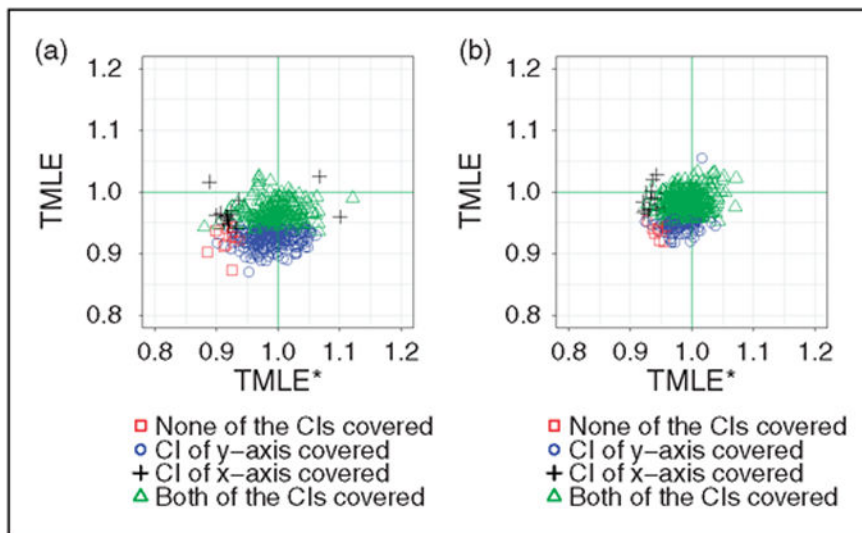 (a)
1.2
1.1
1.0
0.9
0.8
TMLE
0.8 0.9 1.0 1.1 1.2
TMLE*
None of the CIs covered
CI of y-axis covered
CI of x-axis covered
Both of the CIs covered
(b)
1.2
1.1
1.0
0.9
0.8
TMLE
0.8 0.9 1.0 1.1 1.2
TMLE*
None of the CIs covered
CI of y-axis covered
CI of x-axis covered
Both of the CIs covered